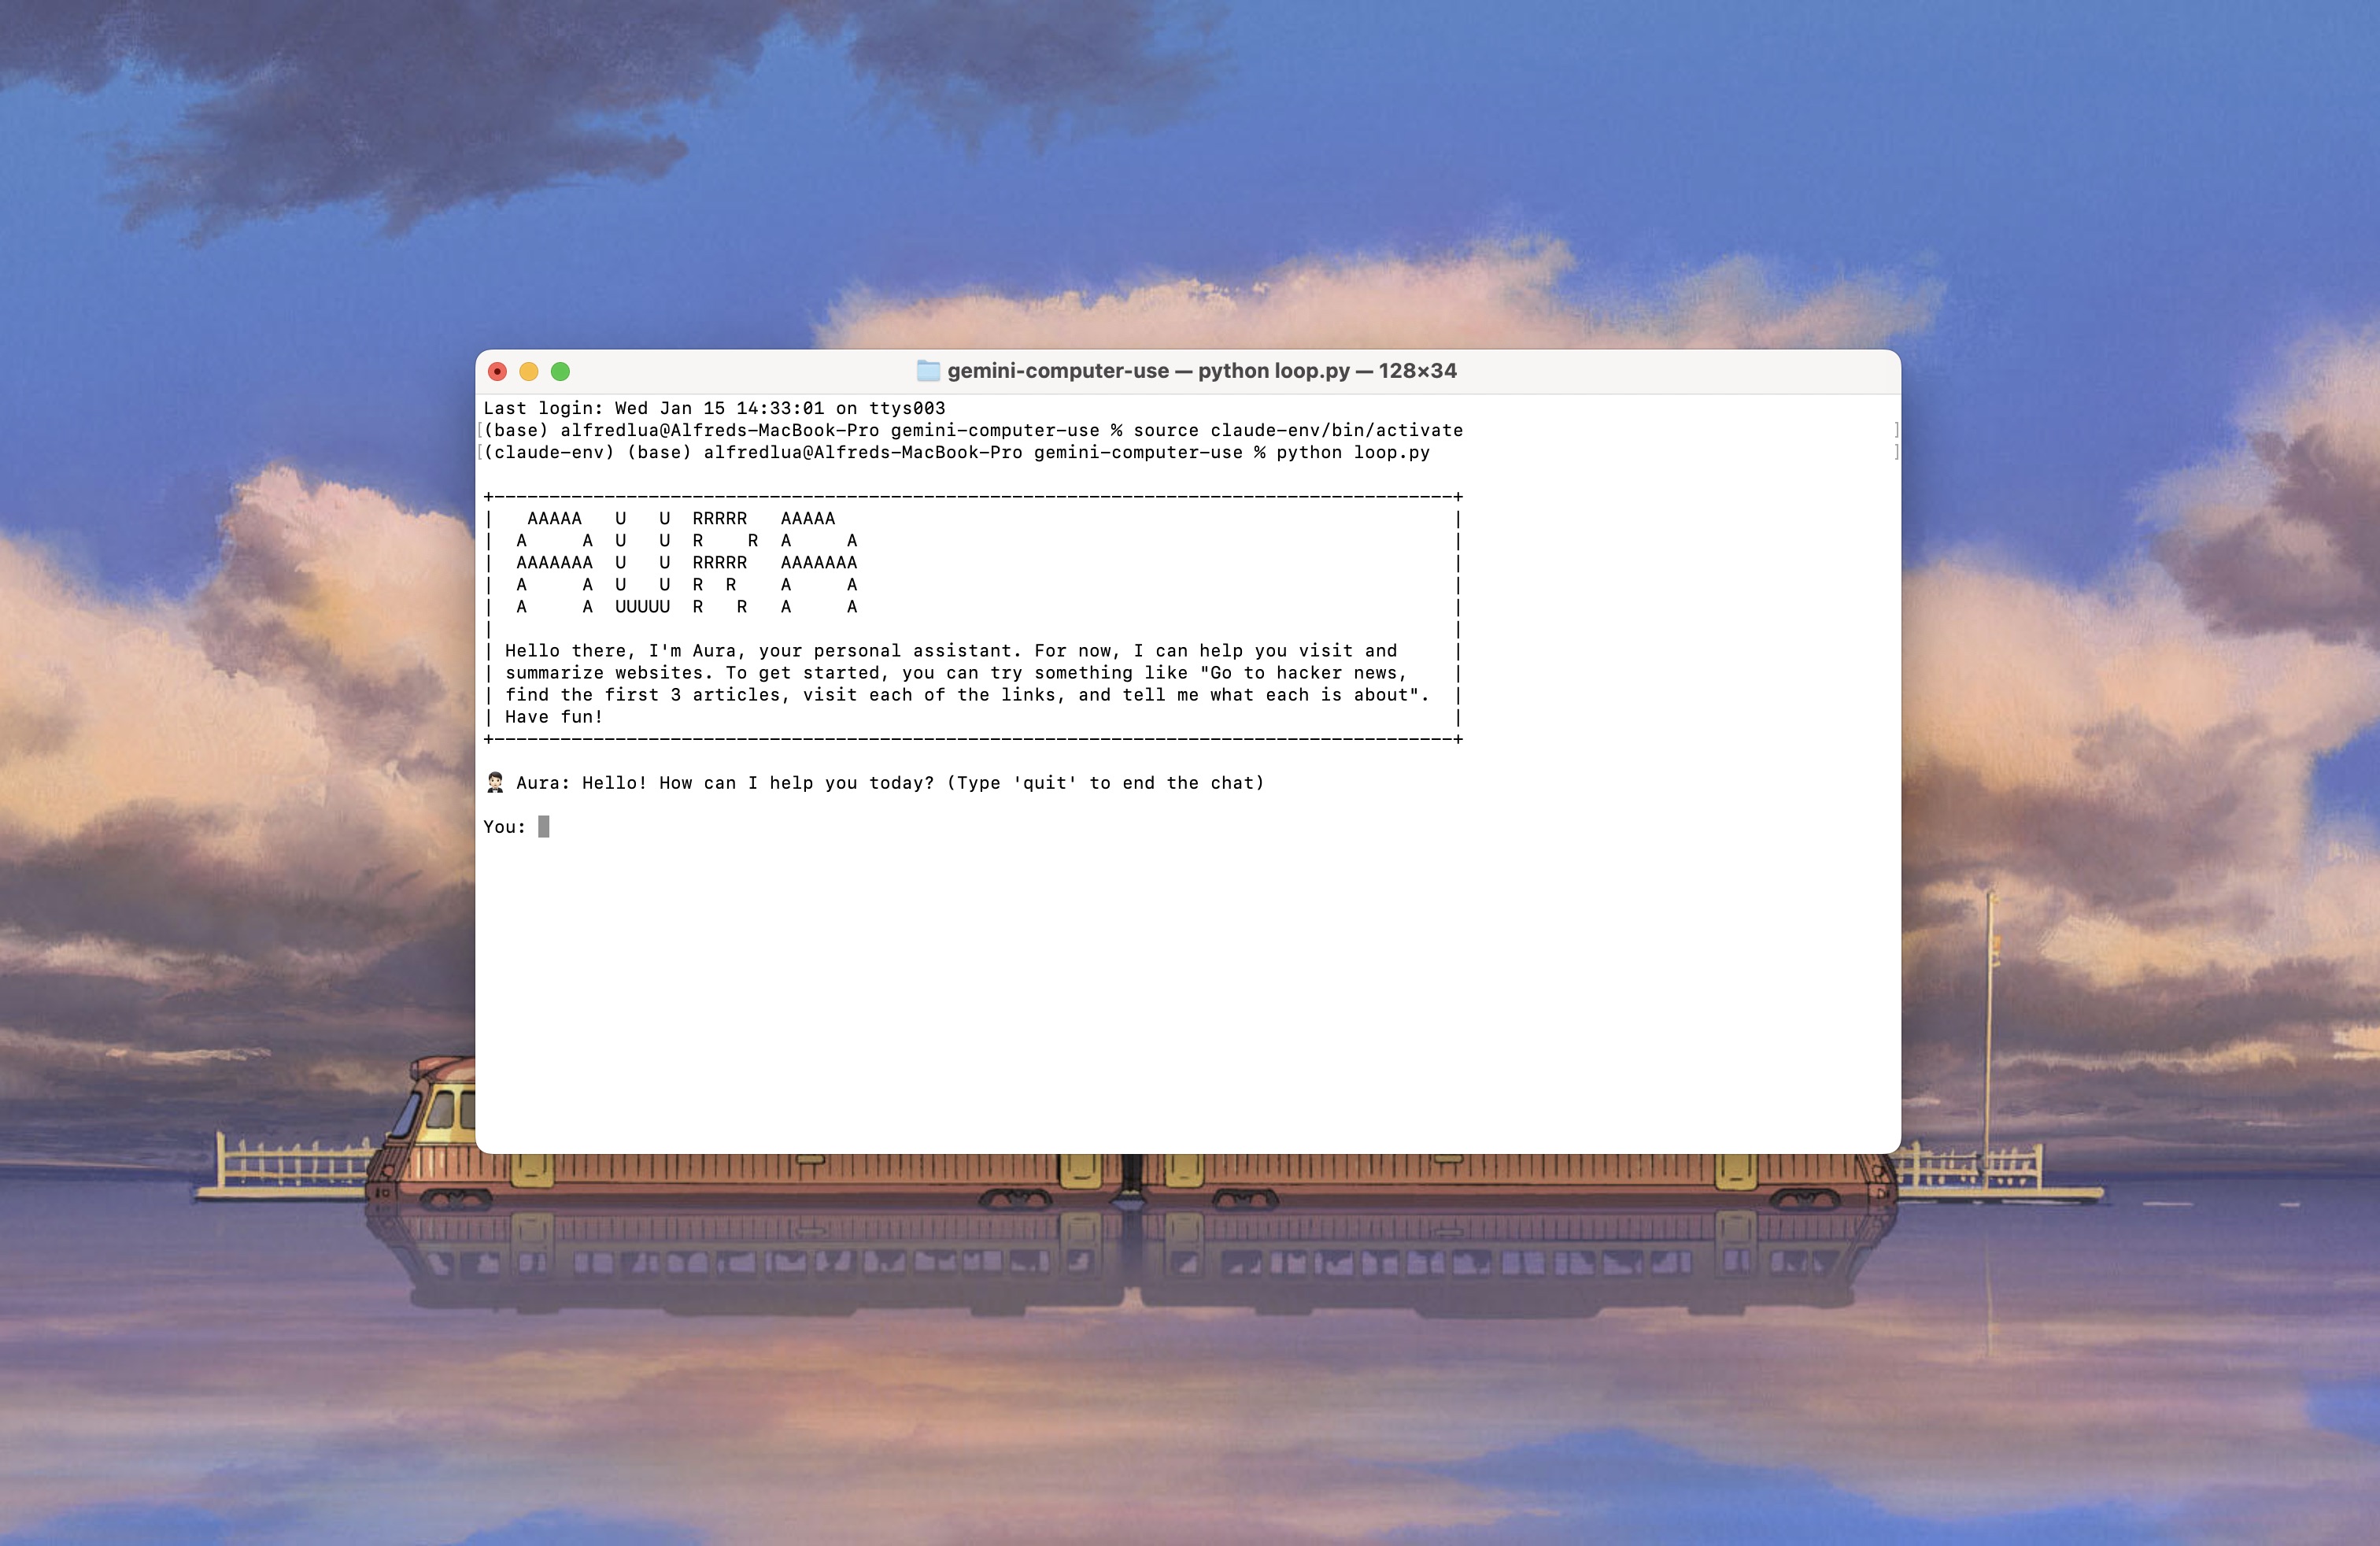 gemini-computer-use — python loop.py — 128×34
Last login: Wed Jan 15 14:33:01 on ttys003
[(base) alfredlua@Alfreds-MacBook-Pro gemini-computer-use % source claude-env/bin/activate ]
[(claude-env) (base) alfredlua@Alfreds-MacBook-Pro gemini-computer-use % python loop.py ]
+---------------------------------------------------------------------------------------+
|   AAAAA   U   U  RRRRR   AAAAA                                                        |
|  A     A  U   U  R    R  A     A                                                      |
|  AAAAAAA  U   U  RRRRR   AAAAAAA                                                      |
|  A     A  U   U  R  R    A     A                                                      |
|  A     A  UUUUU  R   R   A     A                                                      |
|                                                                                       |
| Hello there, I'm Aura, your personal assistant. For now, I can help you visit and     |
| summarize websites. To get started, you can try something like "Go to hacker news,    |
| find the first 3 articles, visit each of the links, and tell me what each is about".  |
| Have fun!                                                                             |
+---------------------------------------------------------------------------------------+
🤵🏻 Aura: Hello! How can I help you today? (Type 'quit' to end the chat)
You: